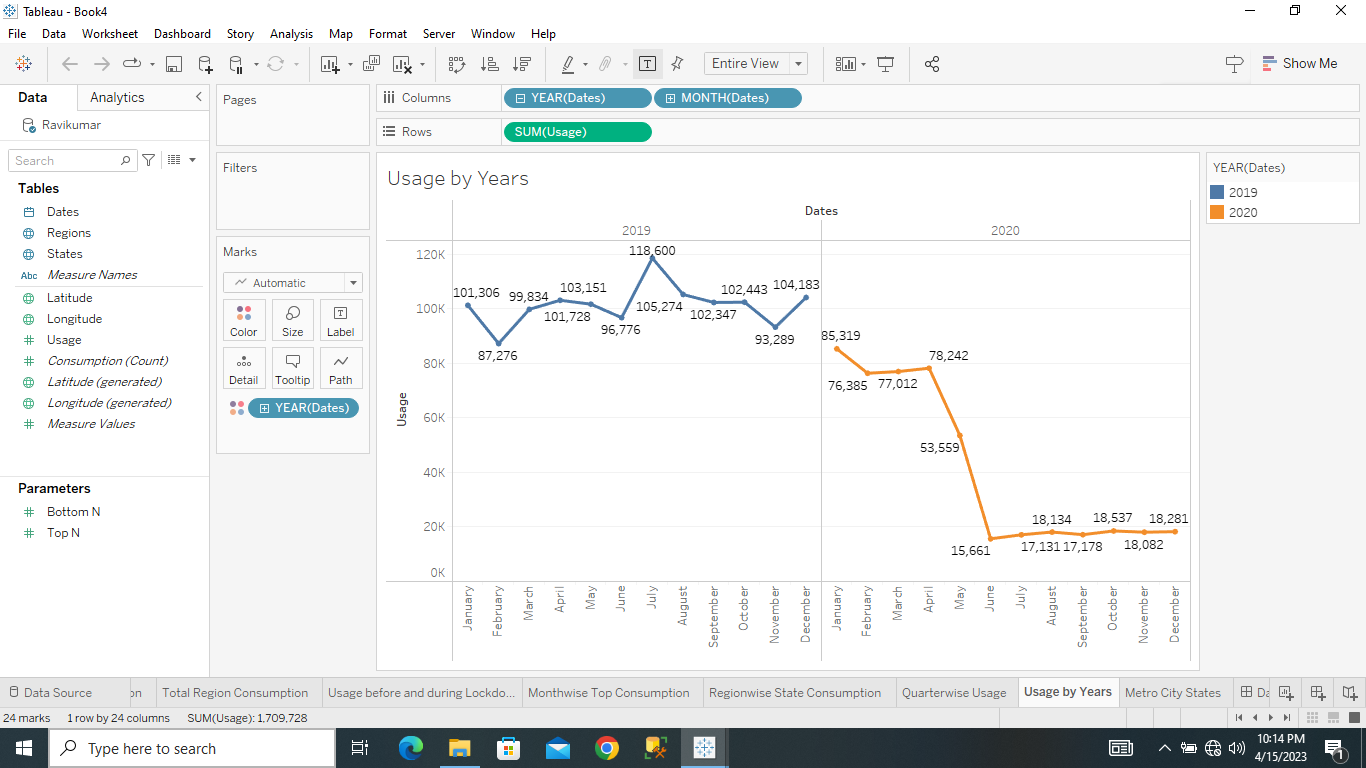 Tableau - Book4
File Data Worksheet Dashboard Story Analysis Map Format Server Window Help
Entire View
Show Me
Data Analytics
Ravikumar
Search
Tables
Dates
Regions
States
Abc Measure Names
Latitude
Longitude
Usage
Consumption (Count)
Latitude (generated)
Longitude (generated)
Measure Values
Parameters
Bottom N
Top N
Pages
Filters
Marks
Automatic
Color Size Label
Detail Tooltip Path
YEAR(Dates)
Columns YEAR(Dates) MONTH(Dates)
Rows SUM(Usage)
Usage by Years
Dates
2019 2020
Usage
120K
100K
80K
60K
40K
20K
0K
101,306
87,276
99,834
103,151
101,728
96,776
118,600
105,274
102,347
102,443
93,289
104,183
85,319
76,385
77,012
78,242
53,559
15,661
17,131
18,134
17,178
18,537
18,082
18,281
January February March April May June July August September October November December
January February March April May June July August September October November December
YEAR(Dates)
2019
2020
Data Source on Total Region Consumption Usage before and during Lockdo... Monthwise Top Consumption Regionwise State Consumption Quarterwise Usage Usage by Years Metro City States Da
24 marks 1 row by 24 columns SUM(Usage): 1,709,728
Type here to search
10:14 PM
4/15/2023
1